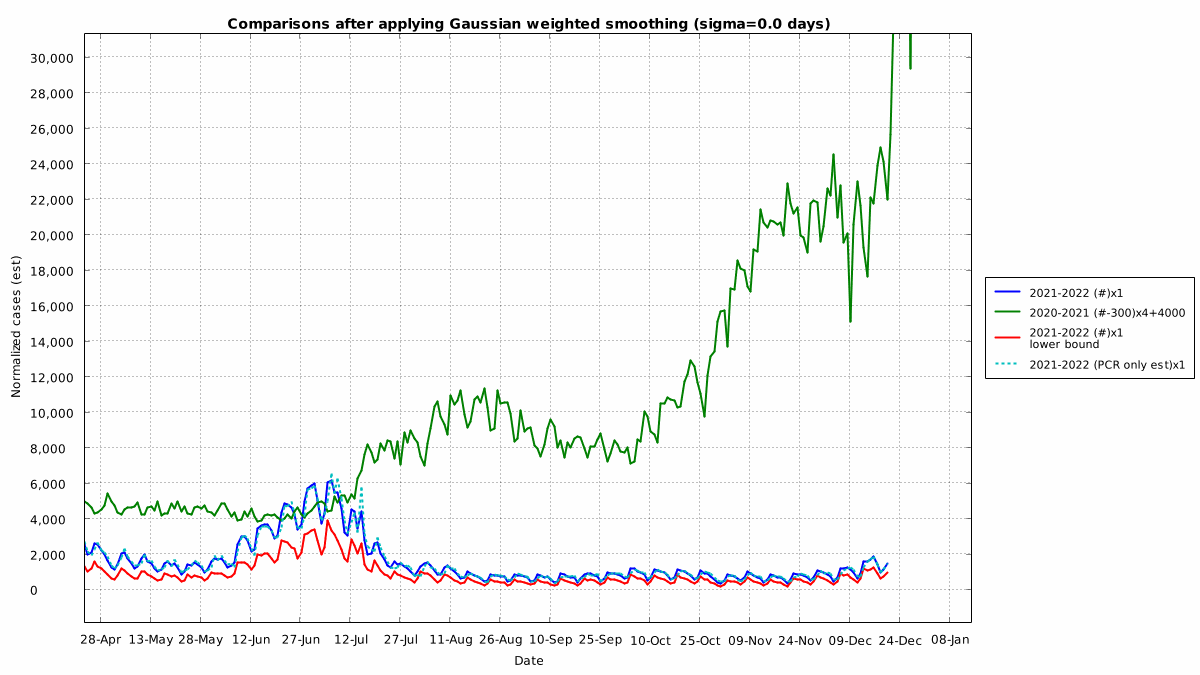 Comparisons after applying Gaussian weighted smoothing (sigma=0.0 days)
30,000
28,000
26,000
24,000
22,000
20,000
18,000
16,000
14,000
12,000
10,000
8,000
6,000
4,000
2,000
0
Normalized cases (est)
28-Apr 13-May 28-May 12-Jun 27-Jun 12-Jul 27-Jul 11-Aug 26-Aug 10-Sep 25-Sep 10-Oct 25-Oct 09-Nov 24-Nov 09-Dec 24-Dec 08-Jan
Date
2021-2022 (#)x1
2020-2021 (#-300)x4+4000
2021-2022 (#)x1
lower bound
2021-2022 (PCR only est)x1